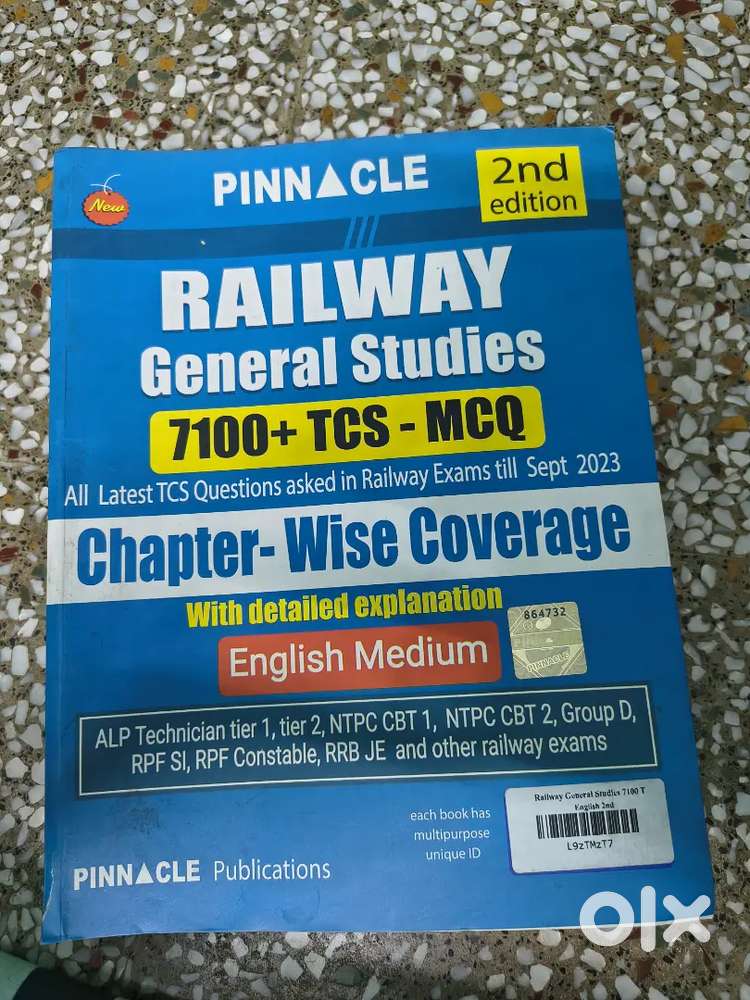 New
PINNACLE
2nd
edition
RAILWAY
General Studies
7100+ TCS - MCQ
All Latest TCS Questions asked in Railway Exams till Sept 2023
Chapter- Wise Coverage
With detailed explanation
864732
PINNACLE
English Medium
ALP Technician tier 1, tier 2, NTPC CBT 1, NTPC CBT 2, Group D,
RPF SI, RPF Constable, RRB JE and other railway exams
each book has
multipurpose
unique ID
Railway General Studies 7100 T
English 2nd
L9zTMzT7
PINNACLE Publications
olx